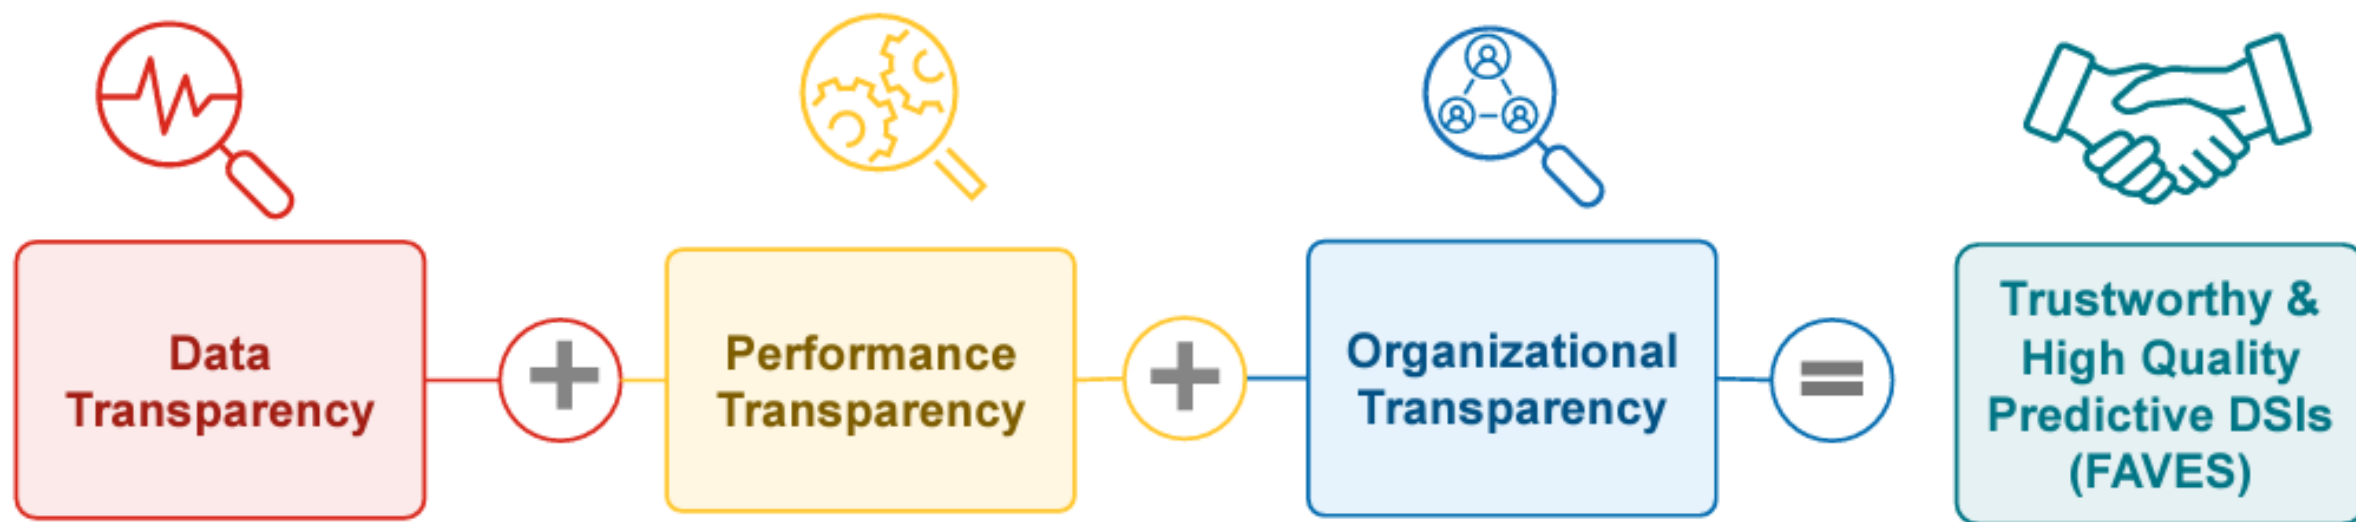 Data
Transparency
+
Performance
Transparency
+
Organizational
Transparency
=
Trustworthy &
High Quality
Predictive DSIs
(FAVES)